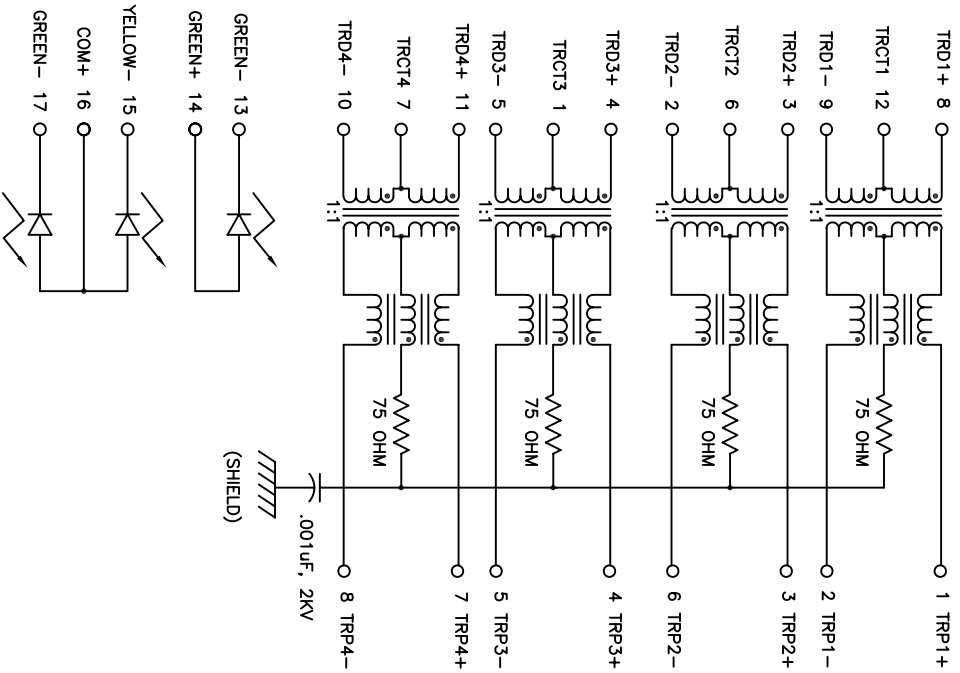 TRD1+ 8
TRCT1 12
TRD1- 9
TRD2+ 3
TRCT2 6
TRD2- 2
TRD3+ 4
TRCT3 1
TRD3- 5
TRD4+ 11
TRCT4 7
TRD4- 10
GREEN- 13
GREEN+ 14
YELLOW- 15
COM+ 16
GREEN- 17
1:1
1:1
1:1
1:1
75 OHM
75 OHM
75 OHM
75 OHM
(SHIELD)
.001uF, 2KV
1 TRP1+
2 TRP1-
3 TRP2+
6 TRP2-
4 TRP3+
5 TRP3-
7 TRP4+
8 TRP4-